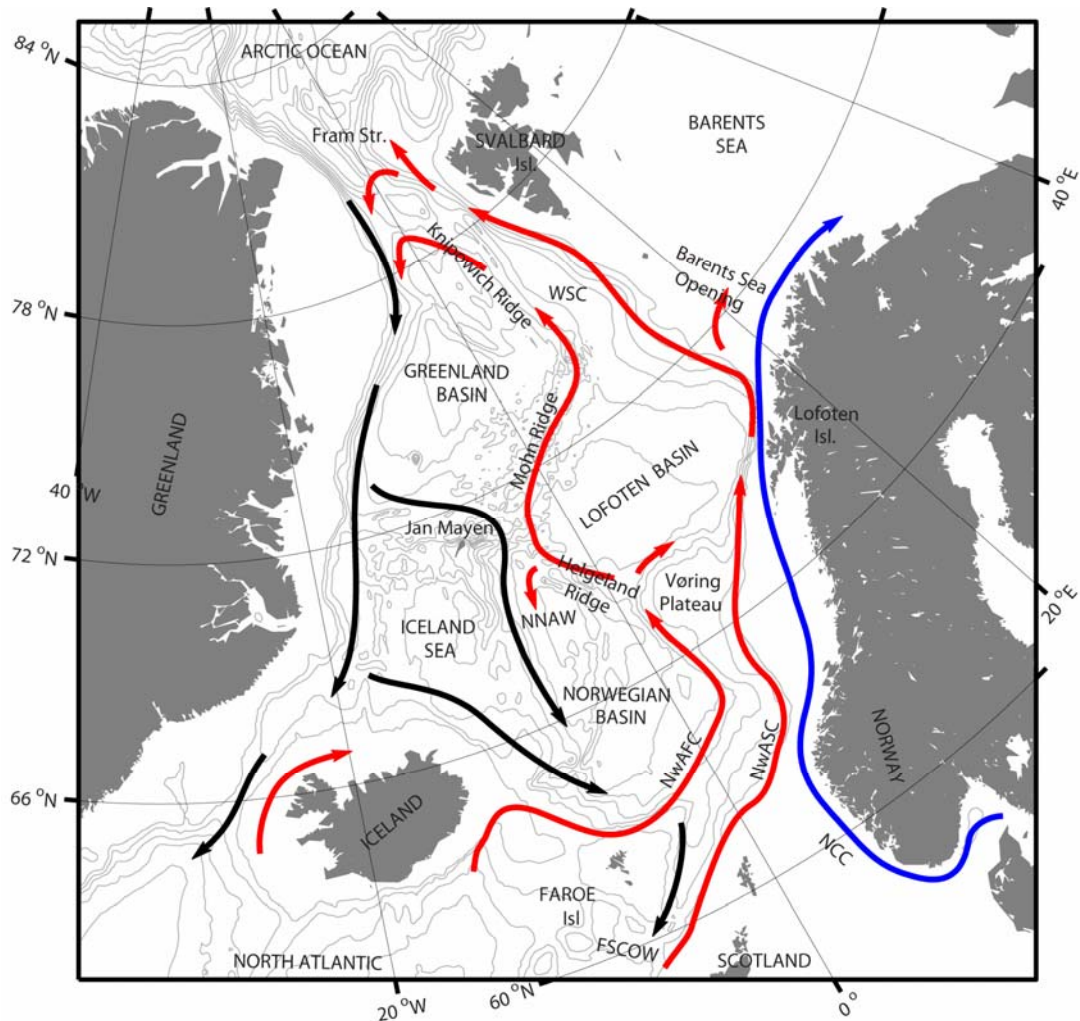 84 °N
ARCTIC OCEAN
Fram Str.
SVALBARD
Isl.
BARENTS
SEA
40 °E
Knipowich Ridge
Barents Sea
Opening
WSC
78 °N
GREENLAND
BASIN
GREENLAND
Mohn Ridge
Lofoten
Isl.
LOFOTEN BASIN
40 °W
Jan Mayen
72 °N
Helgeland
Ridge
Vøring
Plateau
20 °E
NNAW
ICELAND
SEA
NORWEGIAN
BASIN
NwAFC
NwASC
NORWAY
66 °N
ICELAND
NCC
FAROE
Isl
FSCOW
NORTH ATLANTIC
SCOTLAND
20 °W
60 °N
0 °